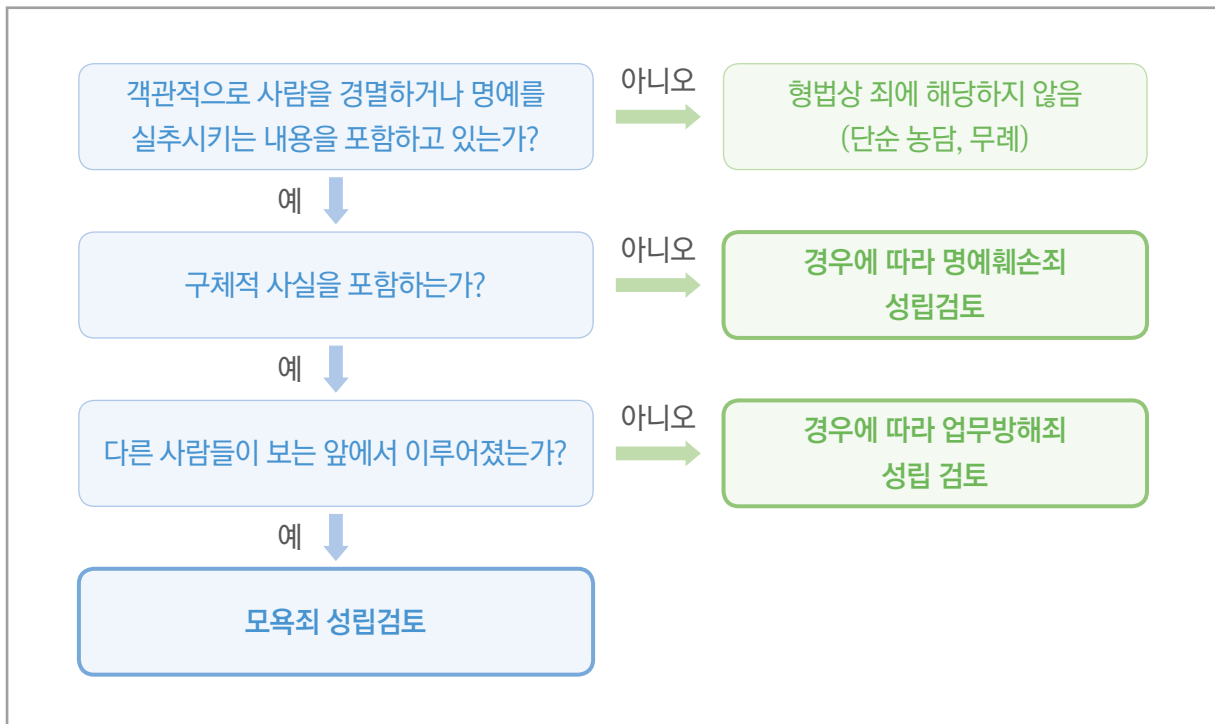 객관적으로 사람을 경멸하거나 명예를
실추시키는 내용을 포함하고 있는가?
아니오
형법상 죄에 해당하지 않음
(단순 농담, 무례)
예
구체적 사실을 포함하는가?
아니오
경우에 따라 명예훼손죄
성립검토
예
다른 사람들이 보는 앞에서 이루어졌는가?
아니오
경우에 따라 업무방해죄
성립 검토
예
모욕죄 성립검토